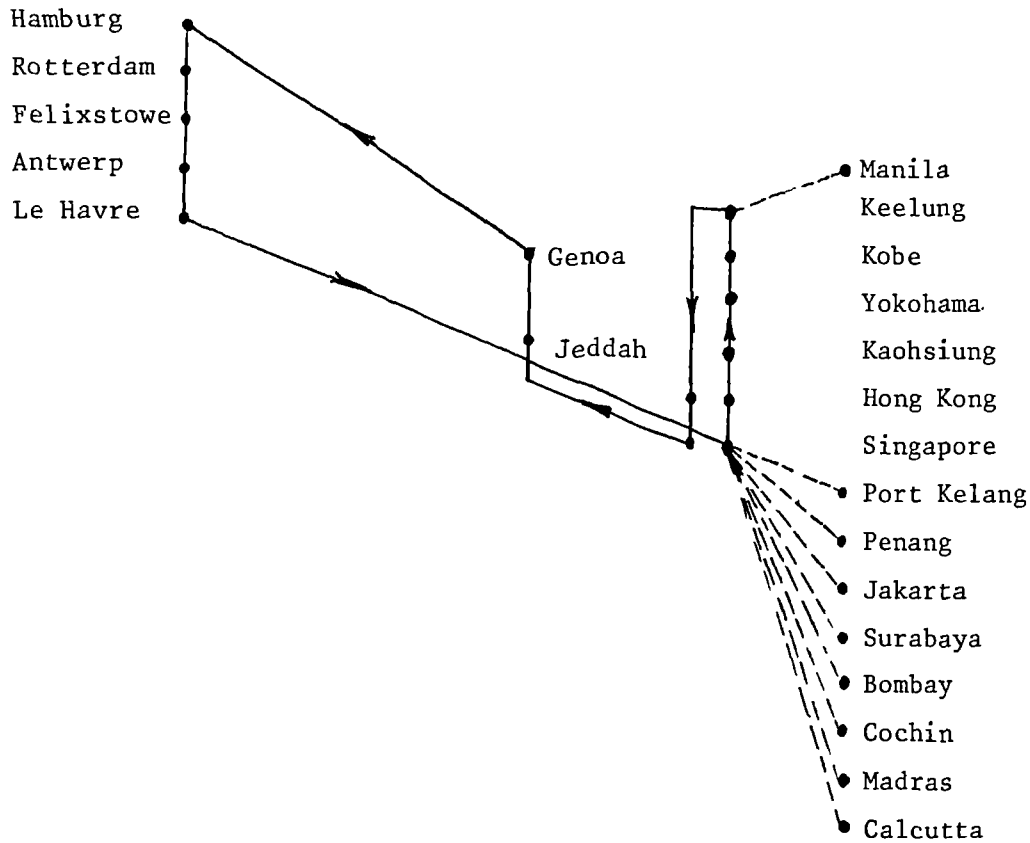 Hamburg
Rotterdam
Felixstowe
Antwerp
Le Havre
Genoa
Jeddah
Manila
Keelung
Kobe
Yokohama
Kaohsiung
Hong Kong
Singapore
Port Kelang
Penang
Jakarta
Surabaya
Bombay
Cochin
Madras
Calcutta